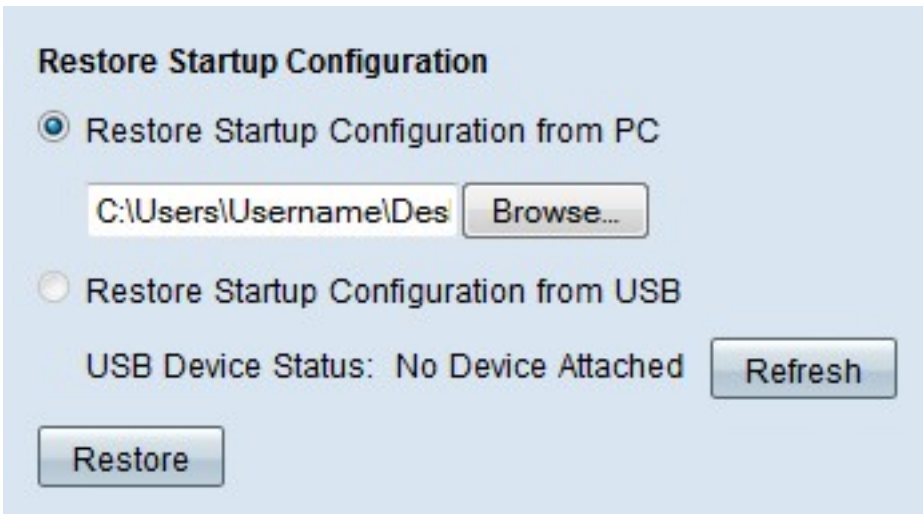 Restore Startup Configuration
Restore Startup Configuration from PC
C:\Users\Username\Des Browse...
Restore Startup Configuration from USB
USB Device Status: No Device Attached Refresh
Restore